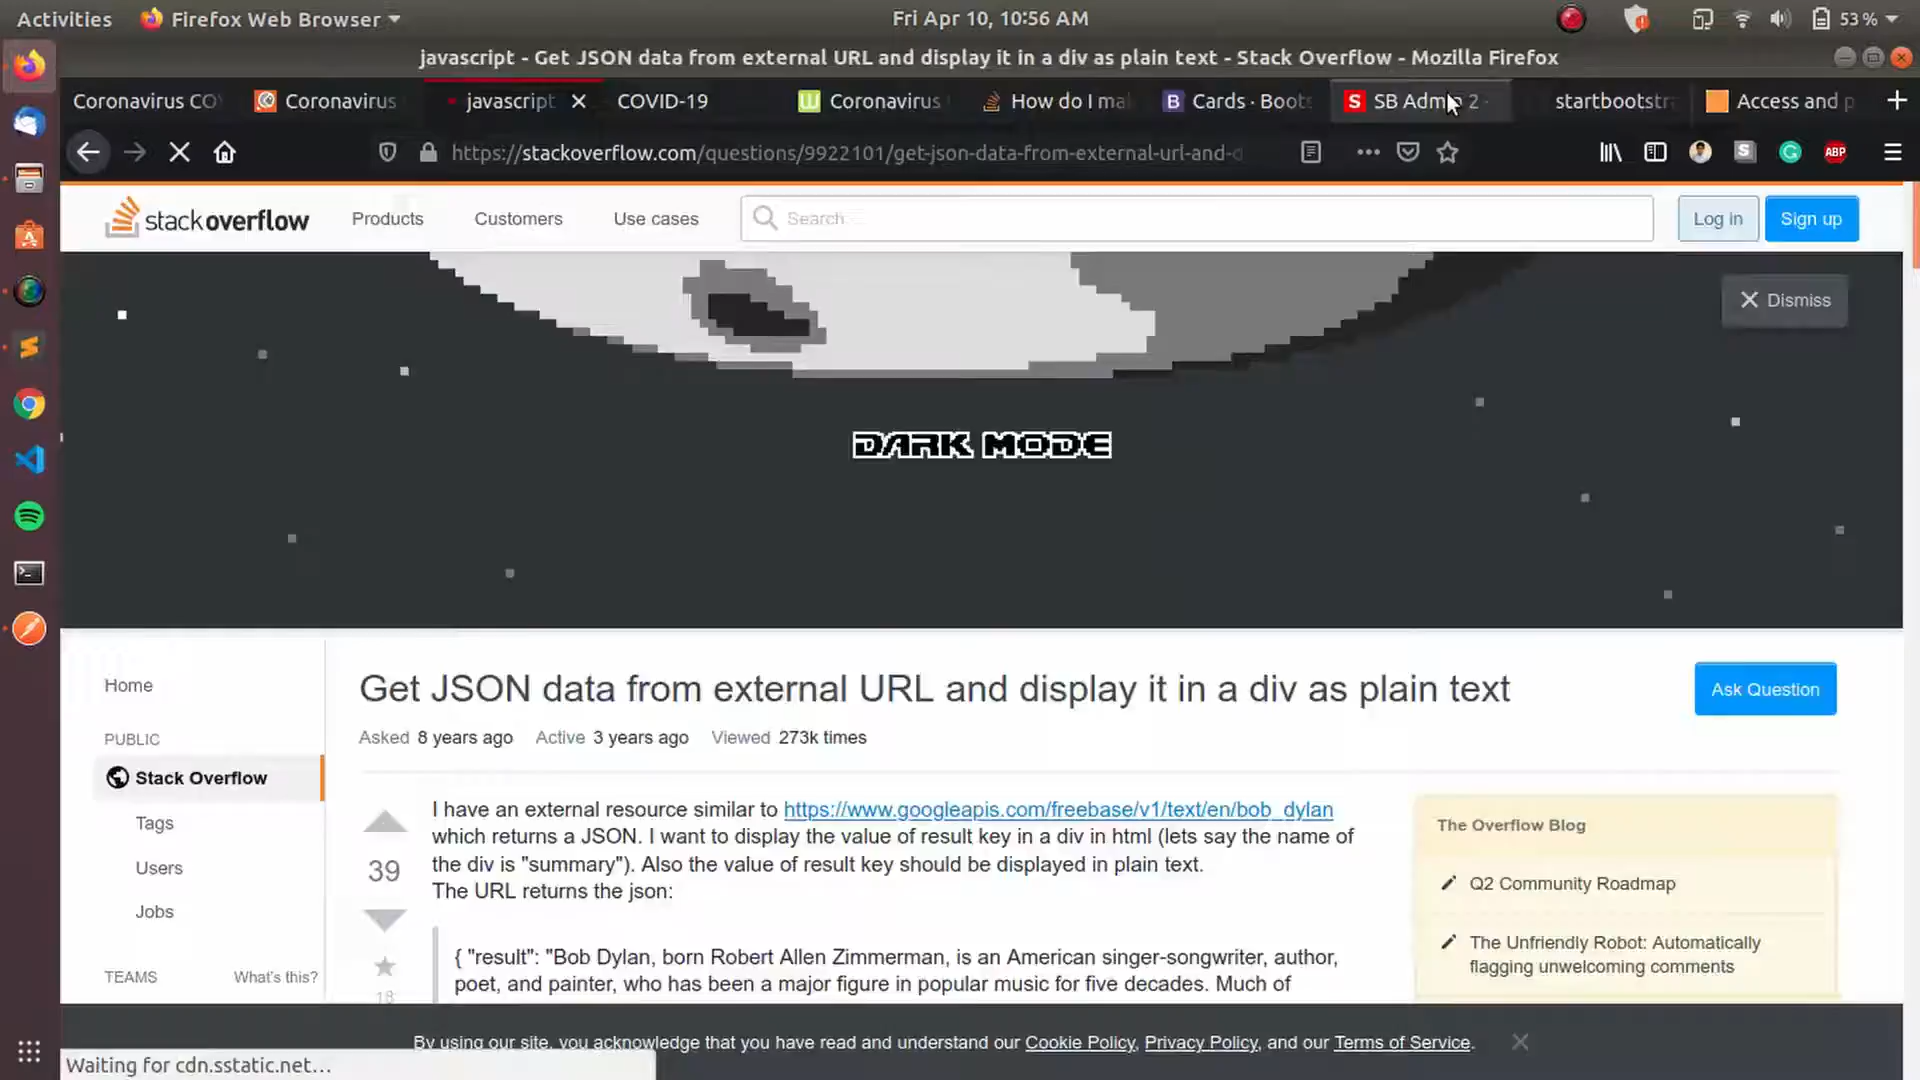 Activities Firefox Web Browser Fri Apr 10, 10:56 AM 53 %
javascript - Get JSON data from external URL and display it in a div as plain text - Stack Overflow - Mozilla Firefox
Coronavirus CO Coronavirus javascript COVID-19 W Coronavirus How do I ma B Cards · Boots S SB Admin 2 - startbootstra Access and p
https://stackoverflow.com/questions/9922101/get-json-data-from-external-url-and-d S G ABP
stackoverflow Products Customers Use cases Search... Log in Sign up
Dismiss
DARK MODE
Home
PUBLIC
Stack Overflow
Tags
Users
Jobs
TEAMS What's this?
Get JSON data from external URL and display it in a div as plain text
Ask Question
Asked 8 years ago Active 3 years ago Viewed 273k times
39
18
I have an external resource similar to https://www.googleapis.com/freebase/v1/text/en/bob_dylan
which returns a JSON. I want to display the value of result key in a div in html (lets say the name of
the div is "summary"). Also the value of result key should be displayed in plain text.
The URL returns the json:
{ "result": "Bob Dylan, born Robert Allen Zimmerman, is an American singer-songwriter, author,
poet, and painter, who has been a major figure in popular music for five decades. Much of
The Overflow Blog
Q2 Community Roadmap
The Unfriendly Robot: Automatically
flagging unwelcoming comments
By using our site, you acknowledge that you have read and understand our Cookie Policy, Privacy Policy, and our Terms of Service.
Waiting for cdn.sstatic.net...